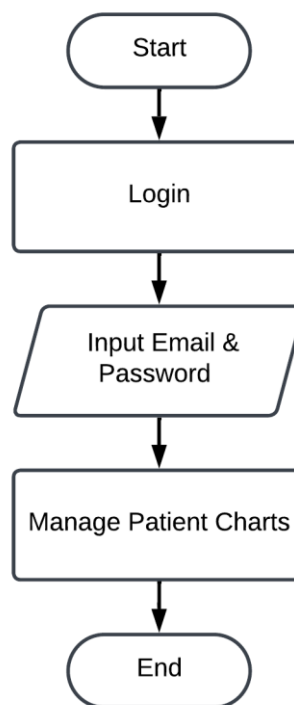 Start
Login
Input Email &
Password
Manage Patient Charts
End